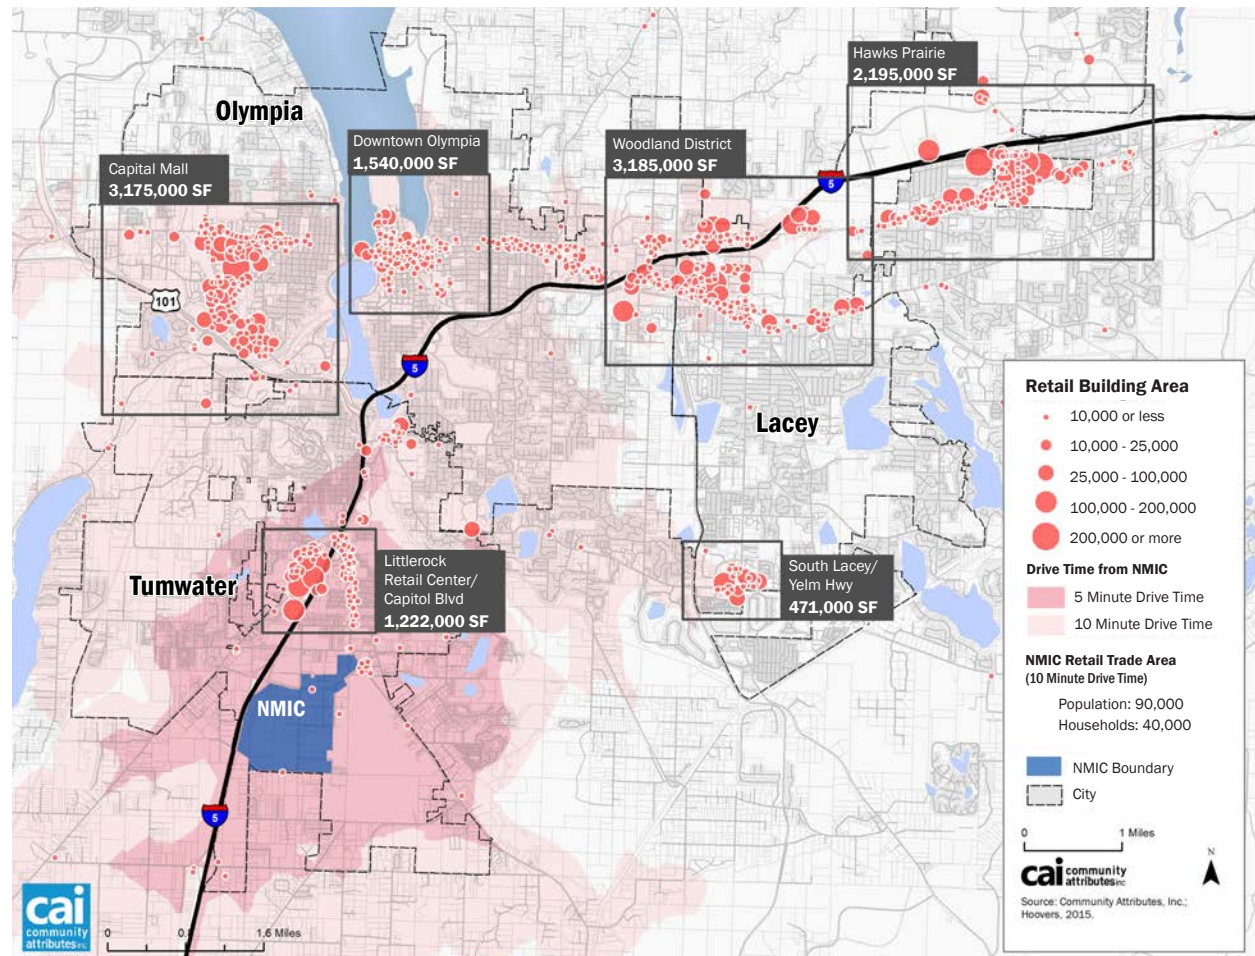 Hawks Prairie
2,195,000 SF
Olympia
Downtown Olympia
1,540,000 SF
Woodland District
3,185,000 SF
Capital Mall
3,175,000 SF
5
101
5
Lacey
Retail Building Area
10,000 or less
10,000 - 25,000
25,000 - 100,000
100,000 - 200,000
200,000 or more
Drive Time from NMIC
5 Minute Drive Time
10 Minute Drive Time
NMIC Retail Trade Area
(10 Minute Drive Time)
Population: 90,000
Households: 40,000
NMIC Boundary
City
0 1 Miles
N
cai community
attributes inc
Source: Community Attributes, Inc.;
Hoovers, 2015.
Tumwater
Littlerock
Retail Center/
Capitol Blvd
1,222,000 SF
South Lacey/
Yelm Hwy
471,000 SF
NMIC
5
cai
community
attributes inc
0 1.6 Miles